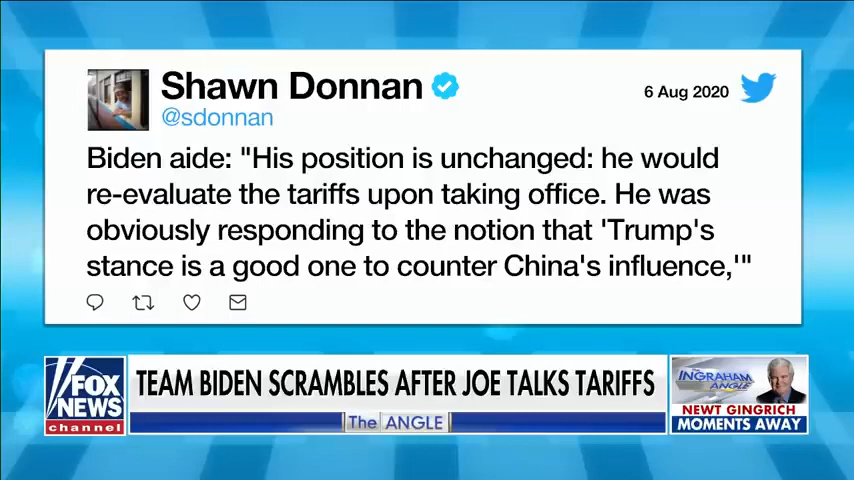 Shawn Donnan
@sdonnan
6 Aug 2020
Biden aide: "His position is unchanged: he would
re-evaluate the tariffs upon taking office. He was
obviously responding to the notion that 'Trump's
stance is a good one to counter China's influence,'"
FOX
NEWS
channel
TEAM BIDEN SCRAMBLES AFTER JOE TALKS TARIFFS
The ANGLE
THE
INGRAHAM
ANGLE
NEWT GINGRICH
MOMENTS AWAY